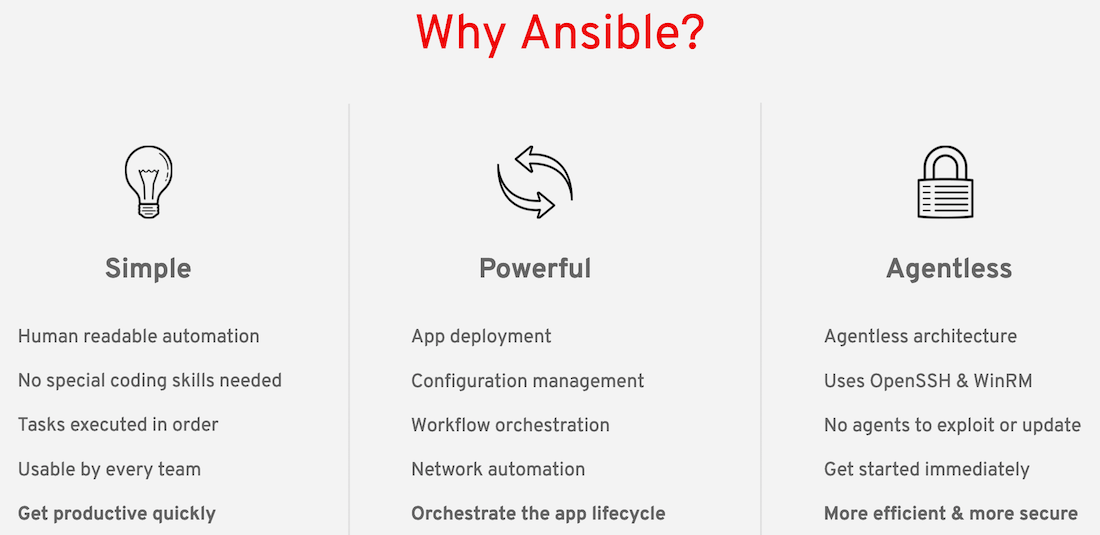 Why Ansible?
Simple
Human readable automation
No special coding skills needed
Tasks executed in order
Usable by every team
Get productive quickly
Powerful
App deployment
Configuration management
Workflow orchestration
Network automation
Orchestrate the app lifecycle
Agentless
Agentless architecture
Uses OpenSSH & WinRM
No agents to exploit or update
Get started immediately
More efficient & more secure